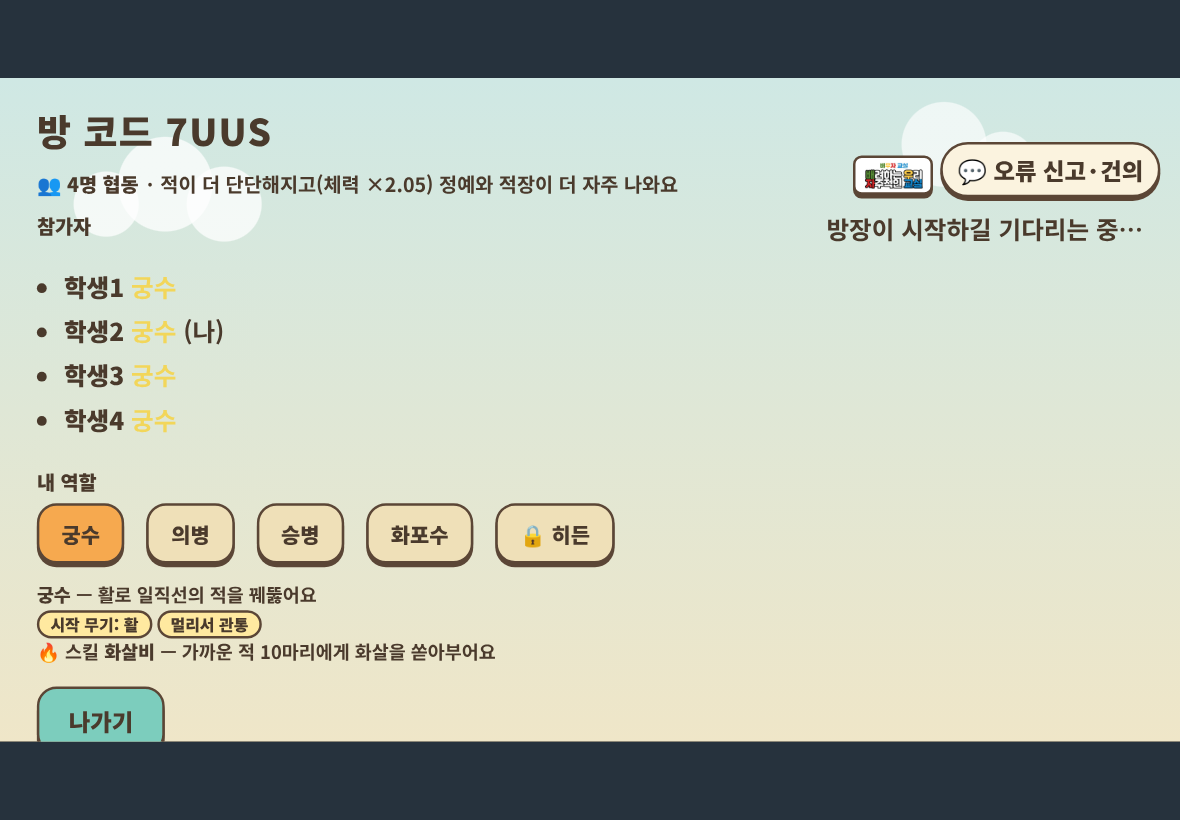 방 코드 7UUS
👥 4명 협동 · 적이 더 단단해지고(체력 ×2.05) 정예와 적장이 더 자주 나와요
💬 오류 신고·건의
참가자
방장이 시작하길 기다리는 중…
• 학생1 궁수
• 학생2 궁수 (나)
• 학생3 궁수
• 학생4 궁수
내 역할
궁수 의병 승병 화포수 🔒 히든
궁수 — 활로 일직선의 적을 꿰뚫어요
시작 무기: 활 멀리서 관통
🔥 스킬 화살비 — 가까운 적 10마리에게 화살을 쏟아부어요
나가기